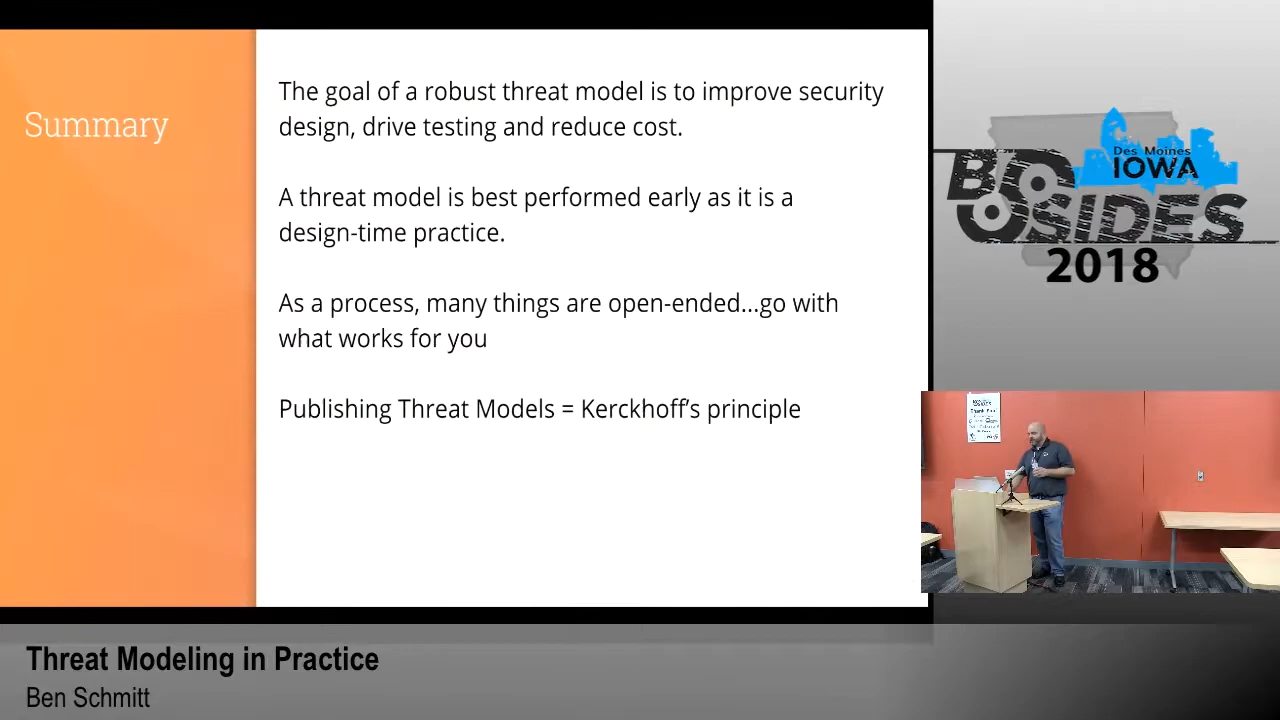 Summary
The goal of a robust threat model is to improve security
design, drive testing and reduce cost.
A threat model is best performed early as it is a
design-time practice.
As a process, many things are open-ended...go with
what works for you
Publishing Threat Models = Kerckhoff's principle
Des Moines
IOWA
BSIDES
2018
Thank You
Threat Modeling in Practice
Ben Schmitt